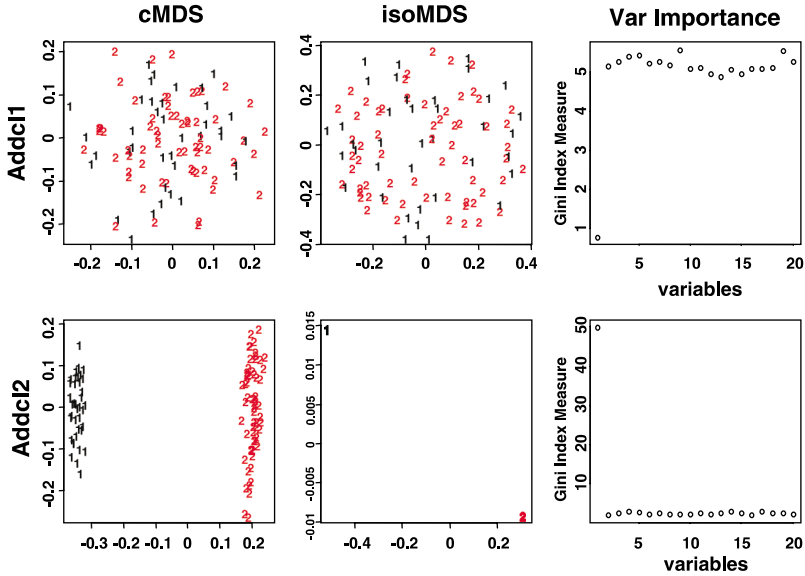 cMDS isoMDS Var Importance
Addcl1
0.2
0.1
0
-0.1
-0.2
-0.2 -0.1 0 0.1 0.2
0.4
0.2
0
-0.2
-0.4
-0.2 0 0.2 0.4
Gini Index Measure
5
4
3
2
1
5 10 15 20
variables
Addcl2
0.2
0.1
0
-0.1
-0.2
-0.3 -0.2 -0.1 0 0.1 0.2
0.015
0.005
0
-0.005
-0.01
-0.4 -0.2 0 0.2
Gini Index Measure
50
40
30
20
10
5 10 15 20
variables